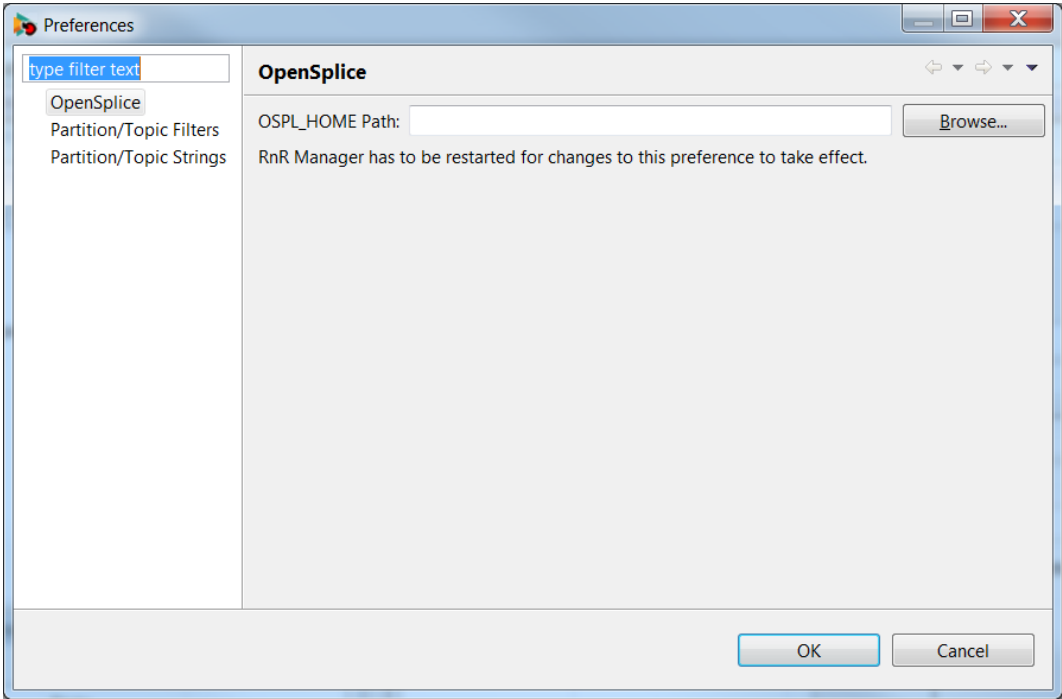 Preferences
type filter text
OpenSplice
Partition/Topic Filters
Partition/Topic Strings
OpenSplice
OSPL_HOME Path:
Browse...
RnR Manager has to be restarted for changes to this preference to take effect.
OK
Cancel